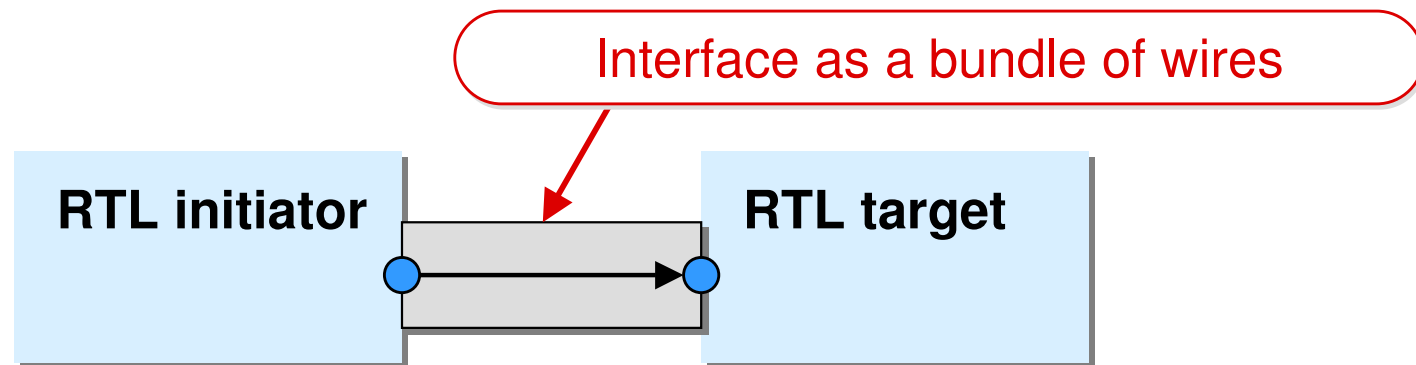 Interface as a bundle of wires
RTL initiator
RTL target